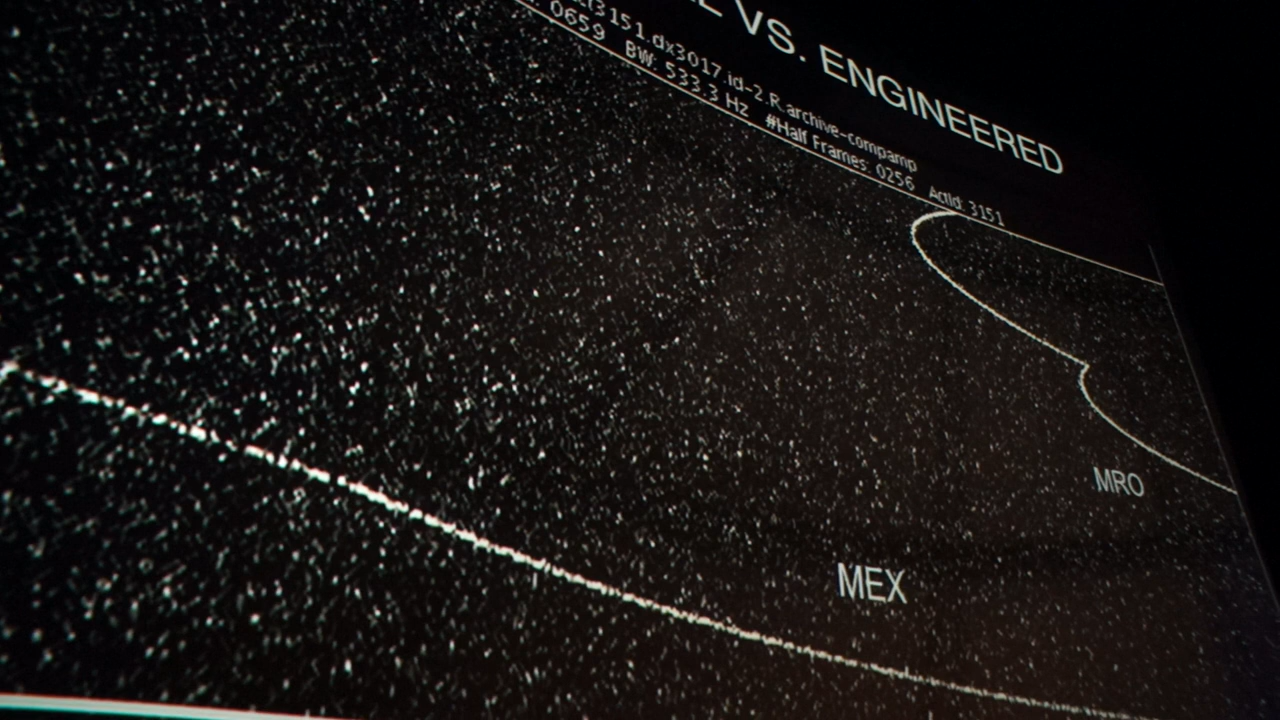 VS. ENGINEERED
3151.dx3017.id-2.R.archive-compamp
0659 BW: 533.3 Hz #Half Frames: 0256 ActId: 3151
MRO
MEX